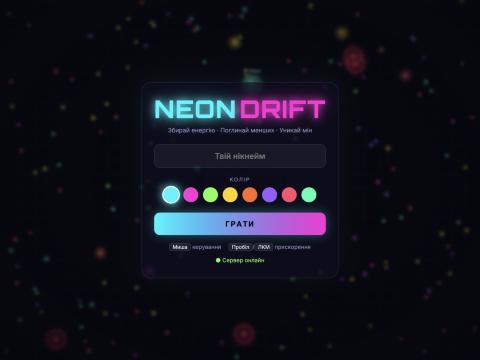 NEON DRIFT
Збирай енергію · Поглинай менших · Уникай мін
Твій нікнейм
КОЛІР
ГРАТИ
Миша керування Пробіл / ЛКМ прискорення
Сервер онлайн